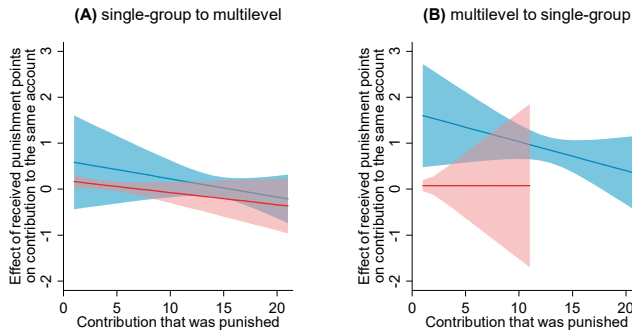 (A) single-group to multilevel
Effect of received punishment points
on contribution to the same account
3
2
1
0
-1
-2
0
5
10
15
20
Contribution that was punished
(B) multilevel to single-group
Effect of received punishment points
on contribution to the same account
3
2
1
0
-1
-2
0
5
10
15
20
Contribution that was punished